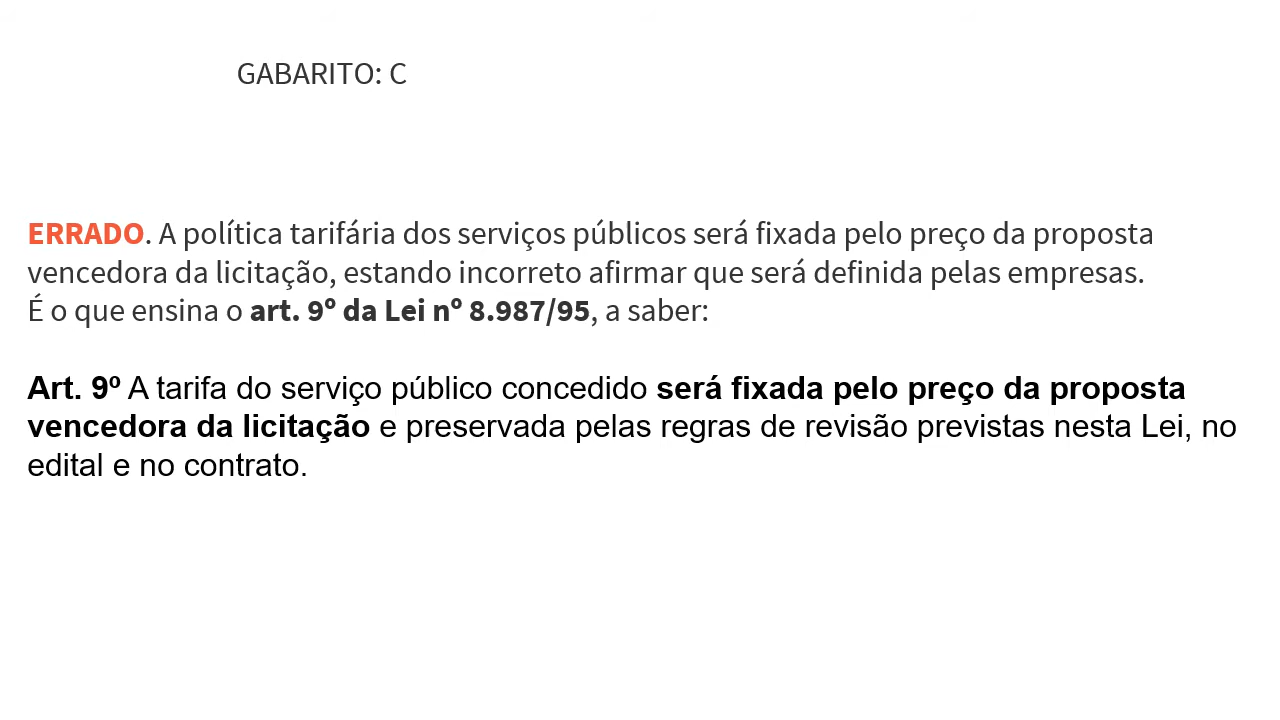 GABARITO: C
ERRADO. A política tarifária dos serviços públicos será fixada pelo preço da proposta
vencedora da licitação, estando incorreto afirmar que será definida pelas empresas.
É o que ensina o art. 9º da Lei nº 8.987/95, a saber:
Art. 9º A tarifa do serviço público concedido será fixada pelo preço da proposta
vencedora da licitação e preservada pelas regras de revisão previstas nesta Lei, no
edital e no contrato.